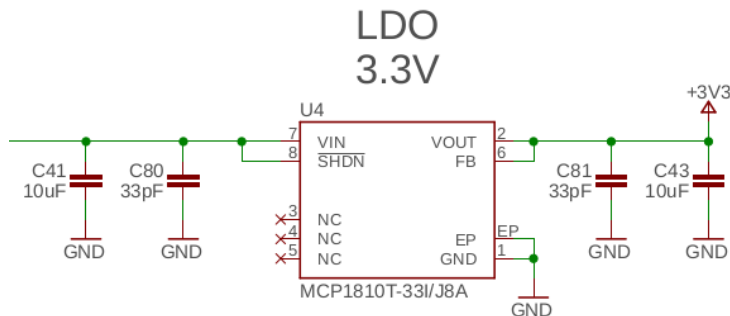 LDO
3.3V
+3V3
U4
7 VIN VOUT 2
8 SHDN FB 6
C41
10uF
C80
33pF
C81
33pF
C43
10uF
3 NC
4 NC EP EP
5 NC GND 1
GND
GND
GND
GND
MCP1810T-33I/J8A
GND